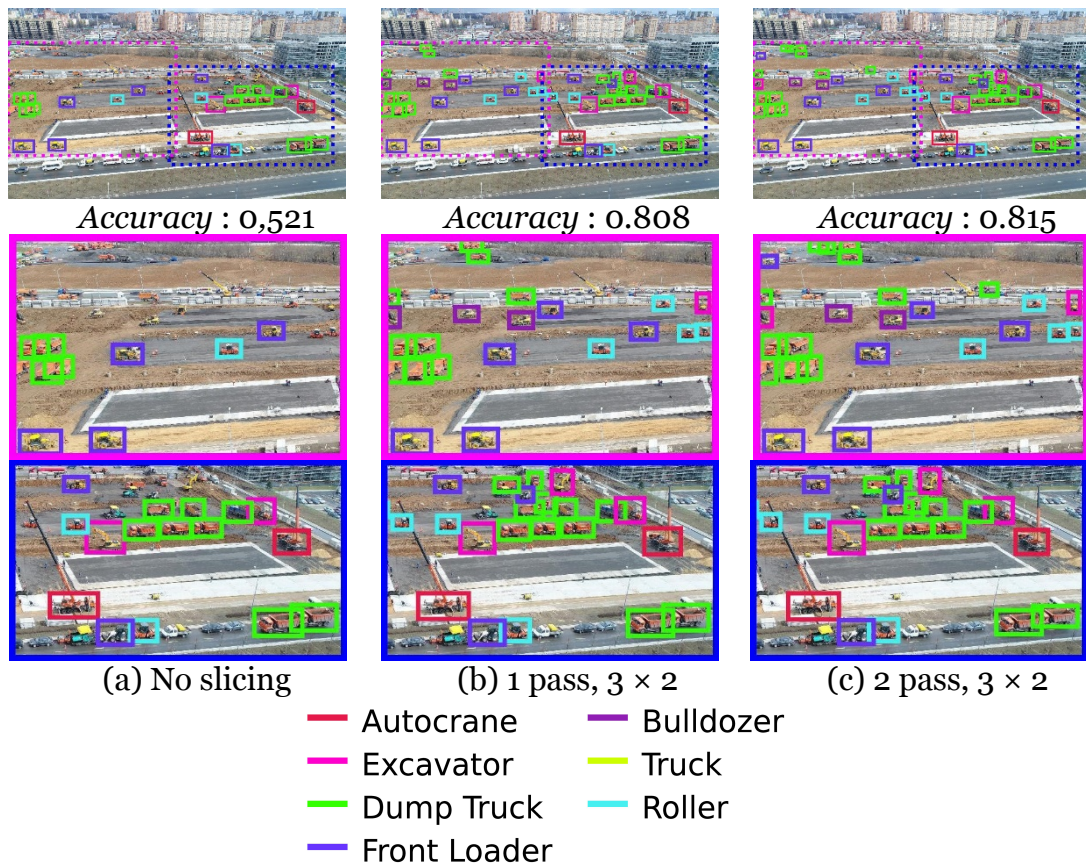 Accuracy : 0,521 Accuracy : 0.808 Accuracy : 0.815
(a) No slicing (b) 1 pass, 3 × 2 (c) 2 pass, 3 × 2
Autocrane Bulldozer
Excavator Truck
Dump Truck Roller
Front Loader